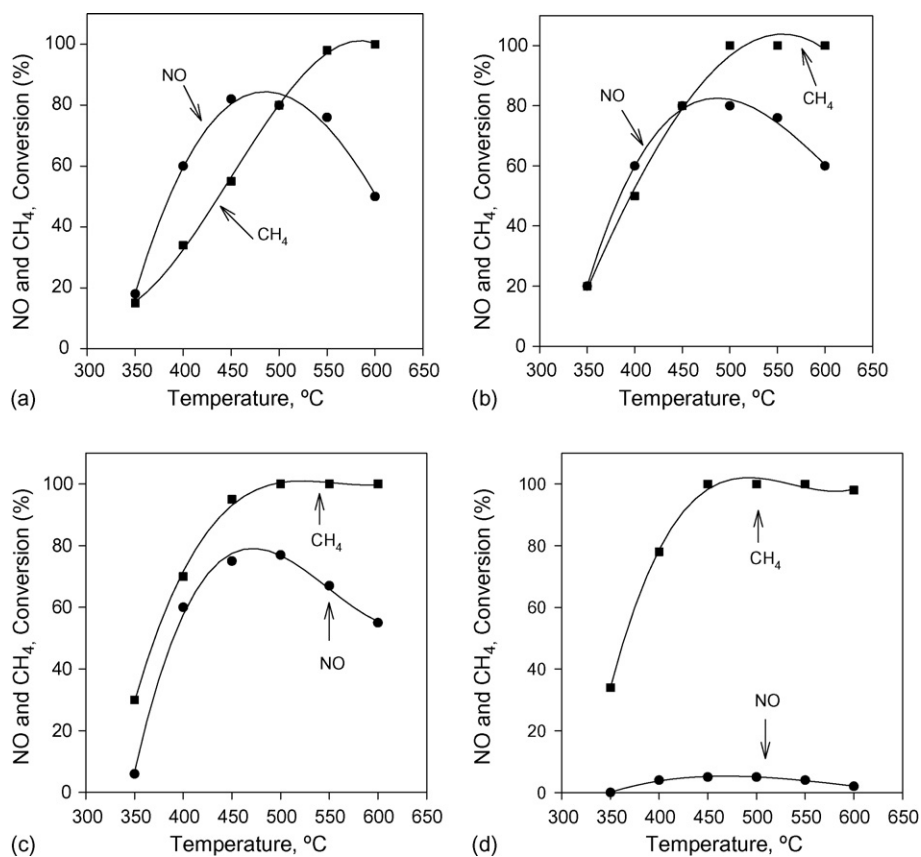 NO and CH4, Conversion (%)
100
80
60
40
20
0
NO
CH4
300 350 400 450 500 550 600 650
(a) Temperature, ºC
NO and CH4, Conversion (%)
100
80
60
40
20
0
NO
CH4
300 350 400 450 500 550 600 650
(b) Temperature, ºC
NO and CH4, Conversion (%)
100
80
60
40
20
0
CH4
NO
300 350 400 450 500 550 600 650
(c) Temperature, ºC
NO and CH4, Conversion (%)
100
80
60
40
20
0
CH4
NO
300 350 400 450 500 550 600 650
(d) Temperature, ºC